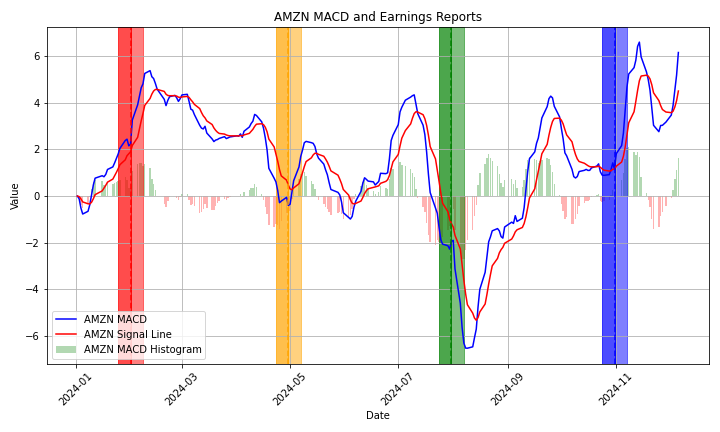 AMZN MACD and Earnings Reports
Value
6
4
2
0
−2
−4
−6
AMZN MACD
AMZN Signal Line
AMZN MACD Histogram
2024-01
2024-03
2024-05
2024-07
2024-09
2024-11
Date